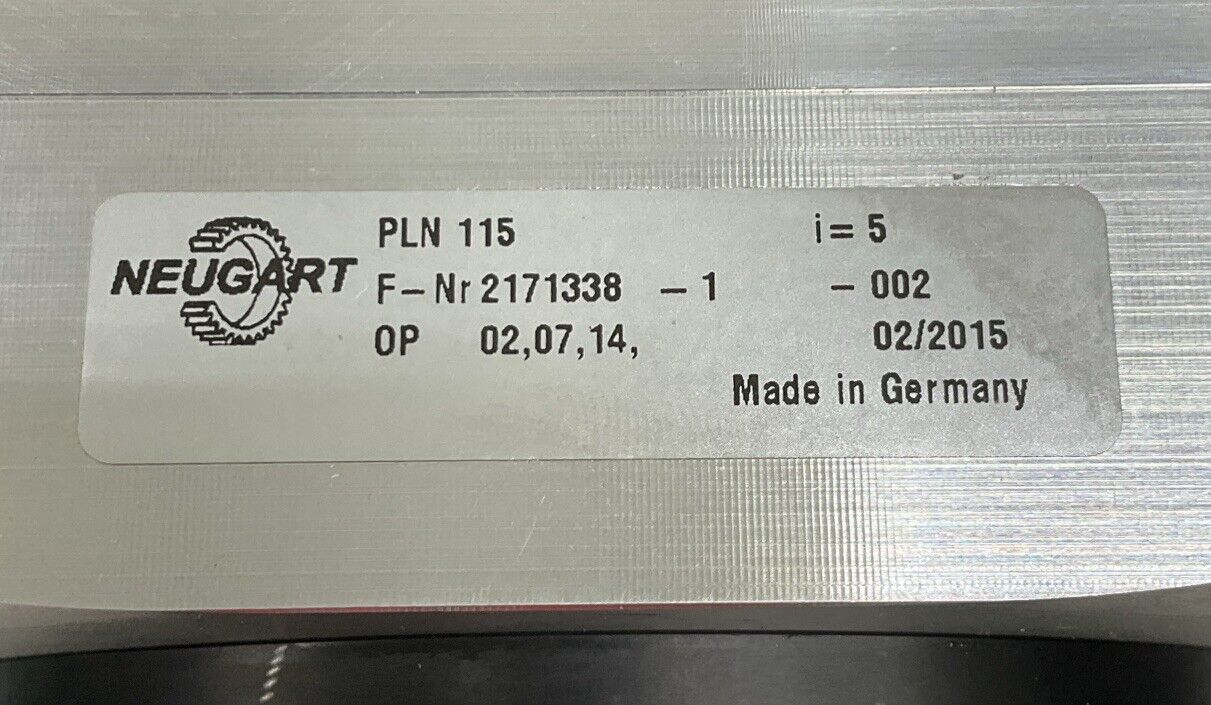 NEUGART
PLN 115 i= 5
F-Nr 2171338 - 1 - 002
OP 02,07,14, 02/2015
Made in Germany